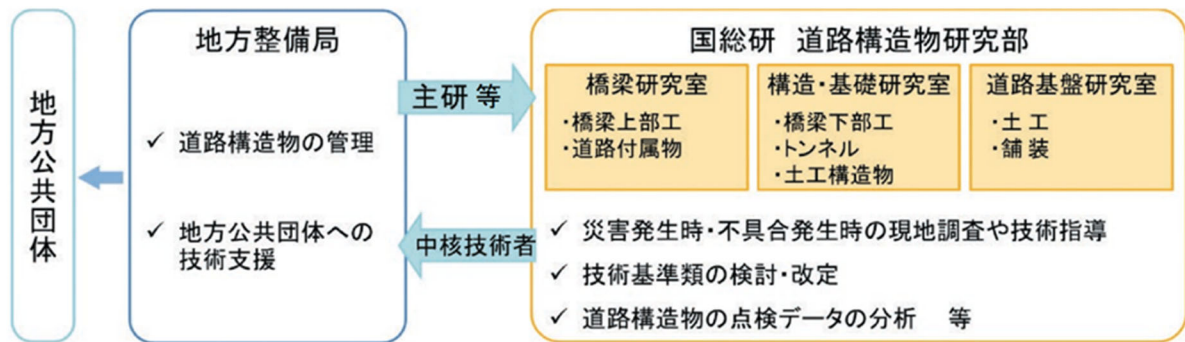 地方公共団体
地方整備局
✓ 道路構造物の管理
✓ 地方公共団体への
技術支援
主研 等
中核技術者
国総研 道路構造物研究部
橋梁研究室
・橋梁上部工
・道路付属物
構造・基礎研究室
・橋梁下部工
・トンネル
・土工構造物
道路基盤研究室
・土 工
・舗 装
✓ 災害発生時・不具合発生時の現地調査や技術指導
✓ 技術基準類の検討・改定
✓ 道路構造物の点検データの分析 等